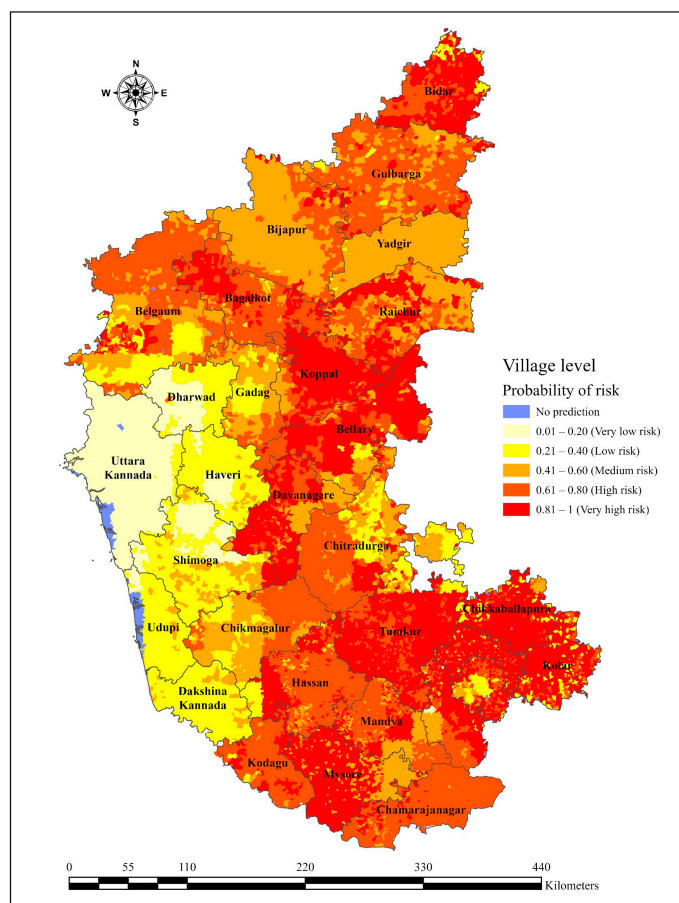 N
W E
S
Bidar
Gulbarga
Bijapur
Yadgir
Bagalkot
Belgaum
Raichur
Koppal
Gadag
Dharwad
Bellary
Uttara
Kannada
Haveri
Davanagere
Chitradurga
Shimoga
Chikkaballapura
Udupi
Chikmagalur
Tumkur
Kolar
Hassan
Dakshina
Kannada
Mandya
Kodagu
Mysore
Chamarajanagar
Village level
Probability of risk
No prediction
0.01 – 0.20 (Very low risk)
0.21 – 0.40 (Low risk)
0.41 – 0.60 (Medium risk)
0.61 – 0.80 (High risk)
0.81 – 1 (Very high risk)
0 55 110 220 330 440
Kilometers